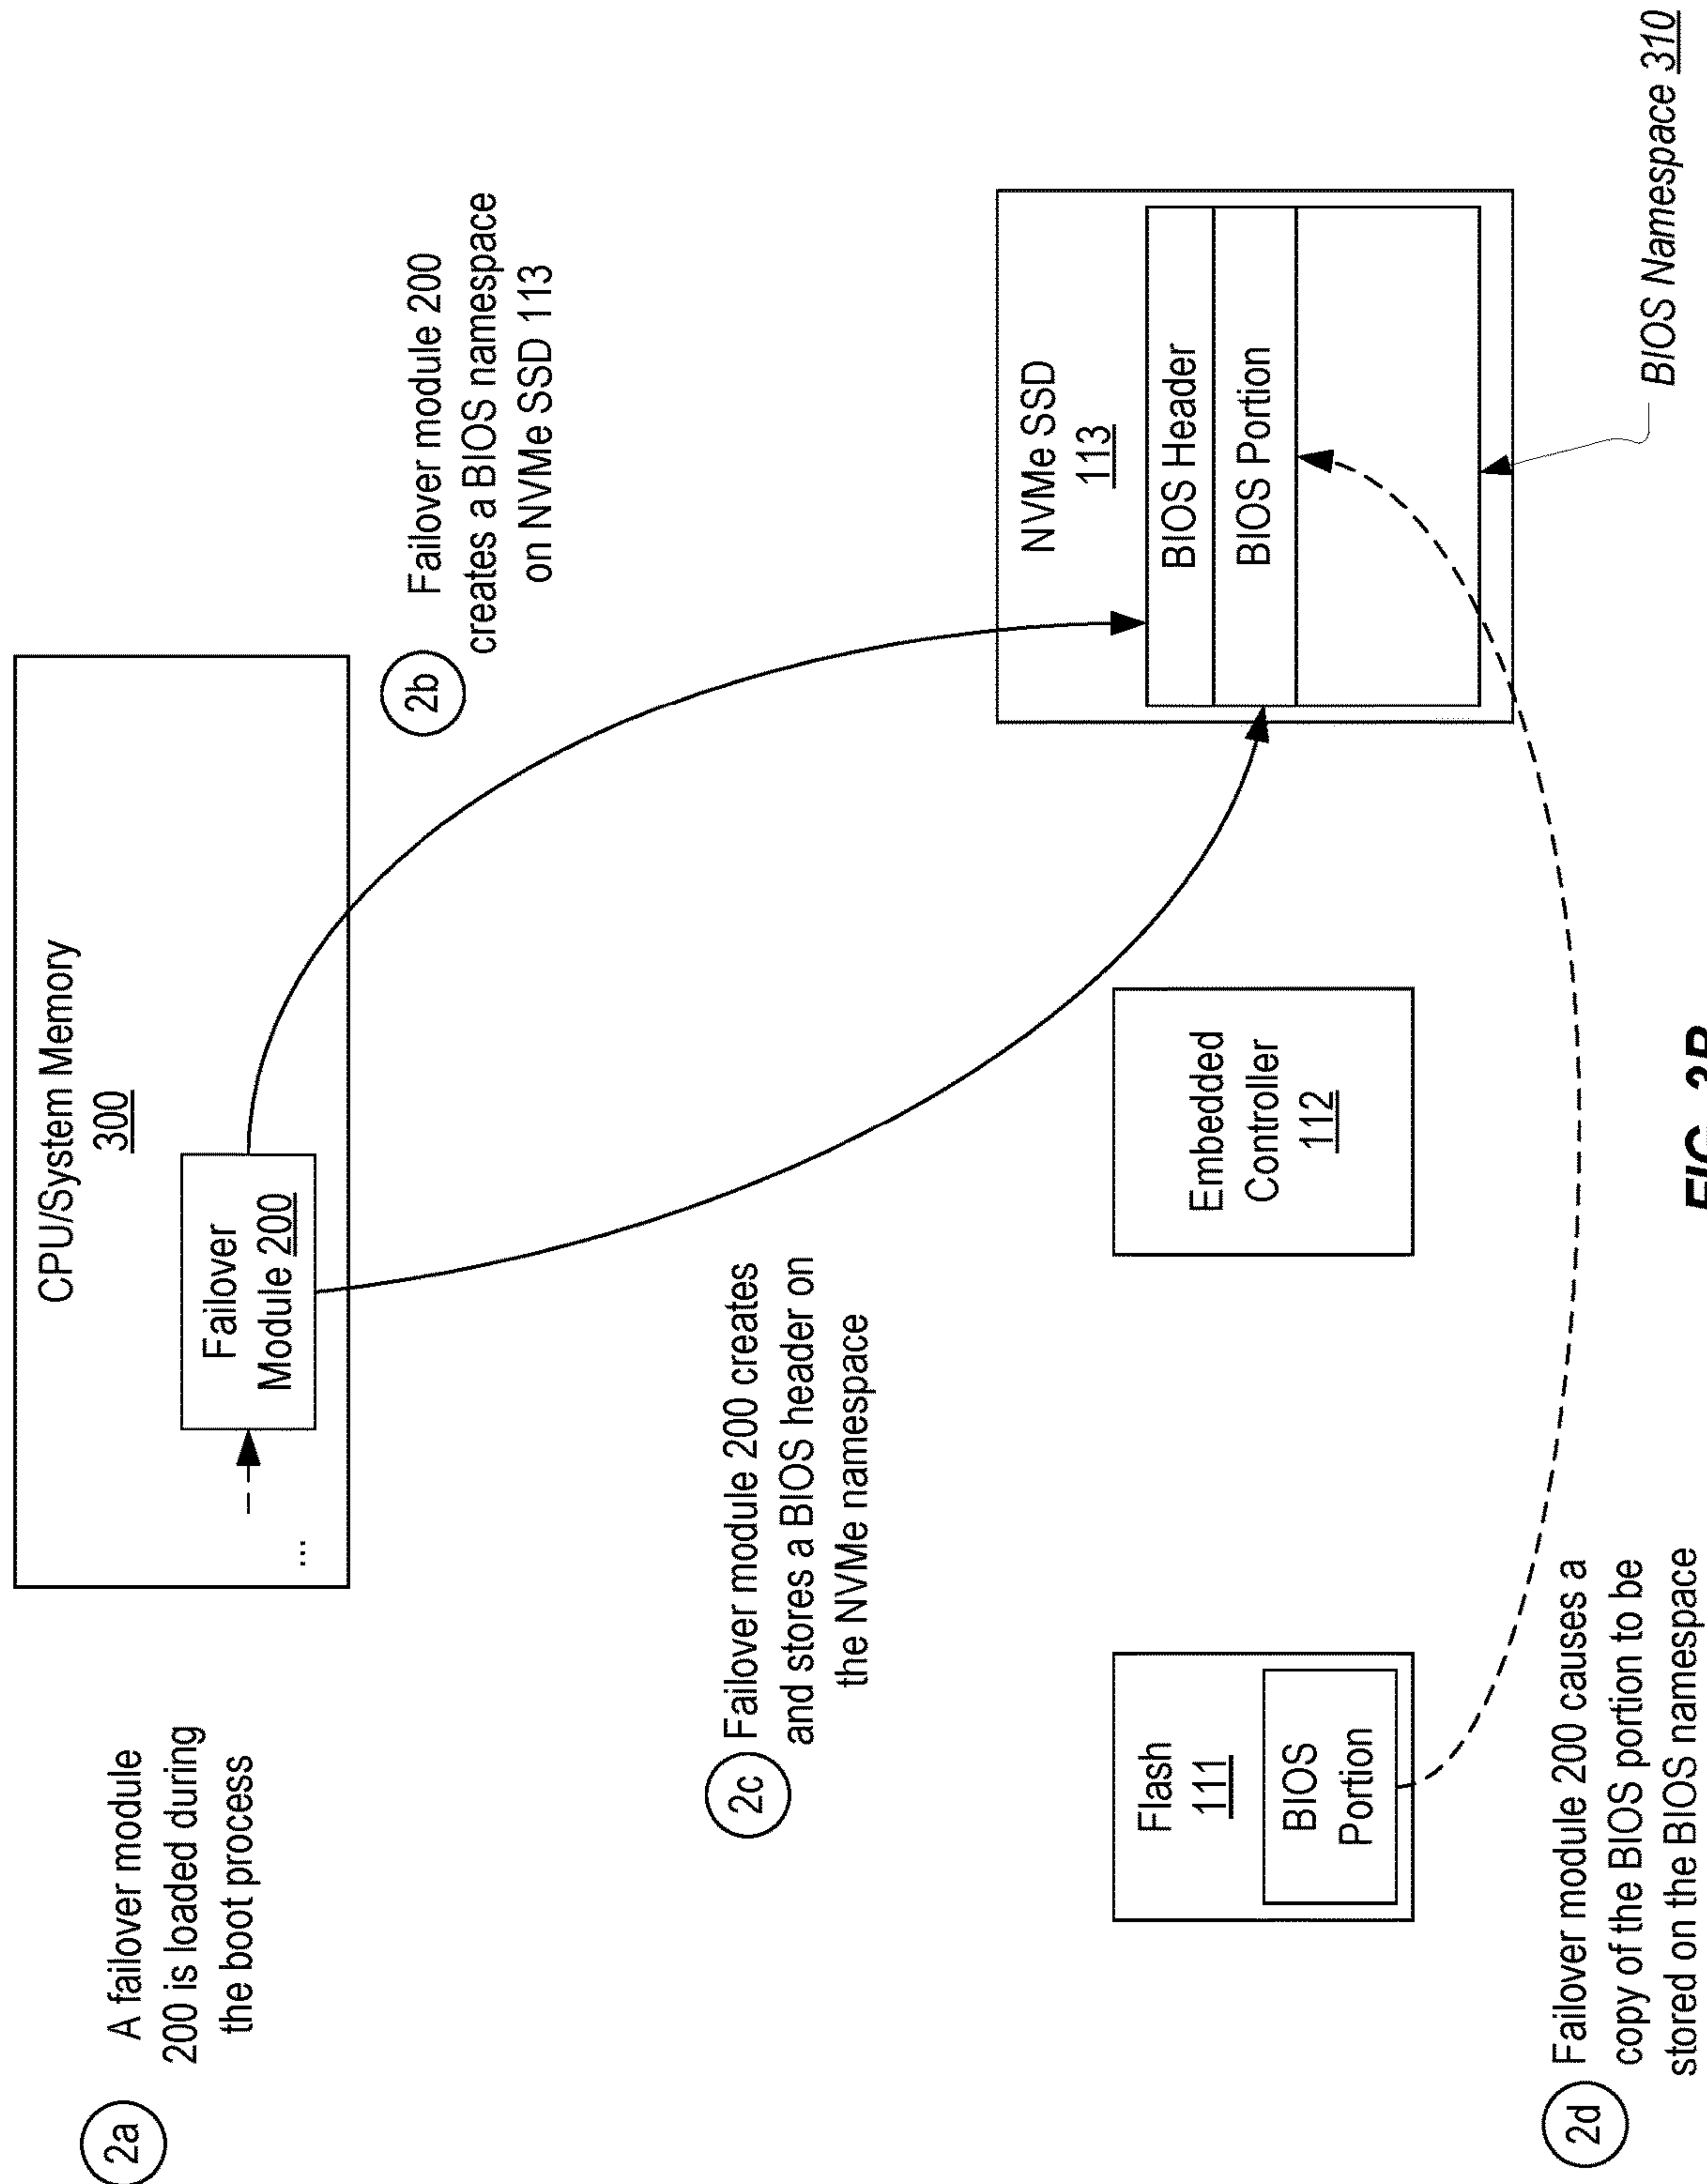 2a
A failover module
200 is loaded during
the boot process
CPU/System Memory
300
Failover
Module 200
...
2b
Failover module 200
creates a BIOS namespace
on NVMe SSD 113
2c
Failover module 200 creates
and stores a BIOS header on
the NVMe namespace
Flash
111
BIOS
Portion
Embedded
Controller
112
NVMe SSD
113
BIOS Header
BIOS Portion
BIOS Namespace 310
2d
Failover module 200 causes a
copy of the BIOS portion to be
stored on the BIOS namespace
FIG. 3B